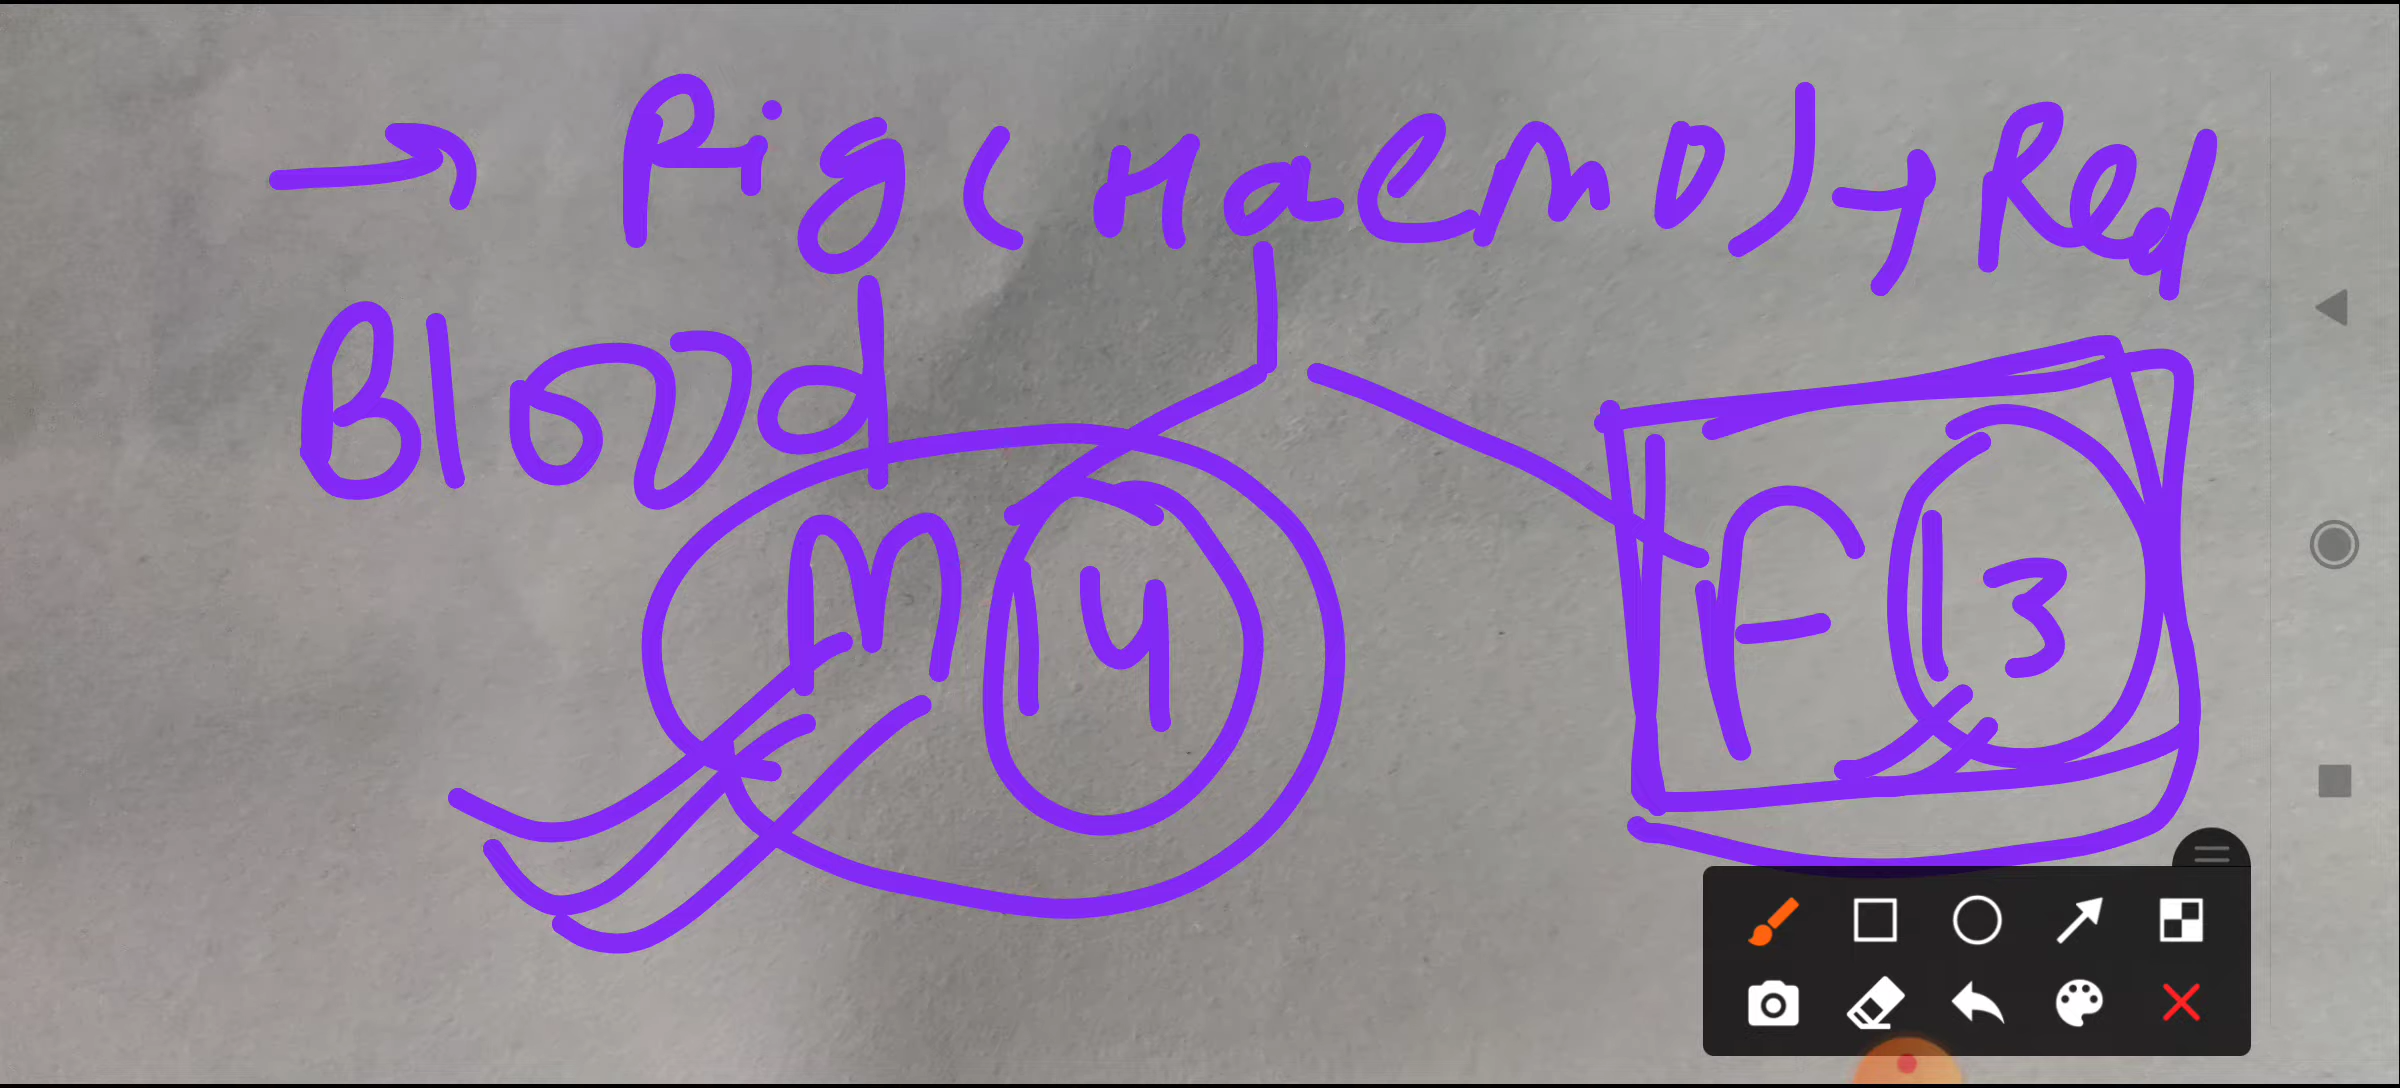 → Pig (Haemo) → Red
Blood
M 14
F 13